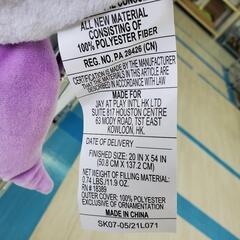 ALL NEW MATERIAL
CONSISTING OF
100% POLYESTER FIBER
REG. NO. PA 28426 (CN)
CERTIFICATION IS MADE BY THE MANUFACTURER
THAT THE MATERIALS IN THIS ARTICLE ARE
DESCRIBED IN ACCORDANCE WITH LAW
MADE FOR
JAY AT PLAY INTL HK LTD
SUITE 817 HOUSTON CENTRE
63 MODY RD, TST EAST
KOWLOON, HK.
DATE OF DELIVERY:
FINISHED SIZE: 20 IN X 54 IN
(50.8 CM X 137.2 CM)
NET WEIGHT OF FILLING MATERIAL:
0.74 LBS./11.9 OZ.
RN # 18389
OUTER COVER: 100% POLYESTER
EXCLUSIVE OF ORNAMENTATION
MADE IN CHINA
SK07-05/21L071